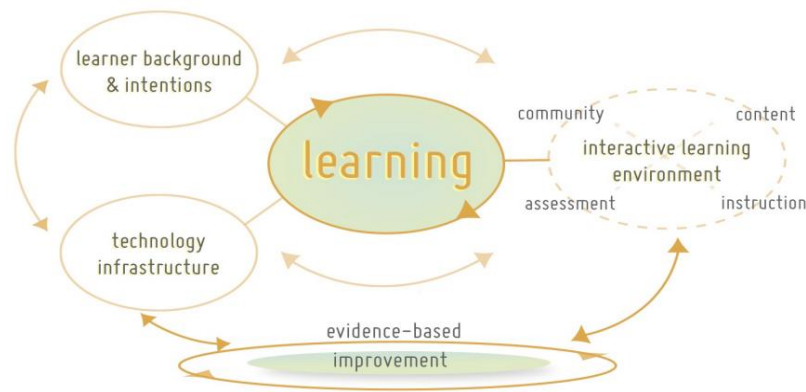 learner background
& intentions
learning
community
content
interactive learning
environment
assessment
instruction
technology
infrastructure
evidence-based
improvement